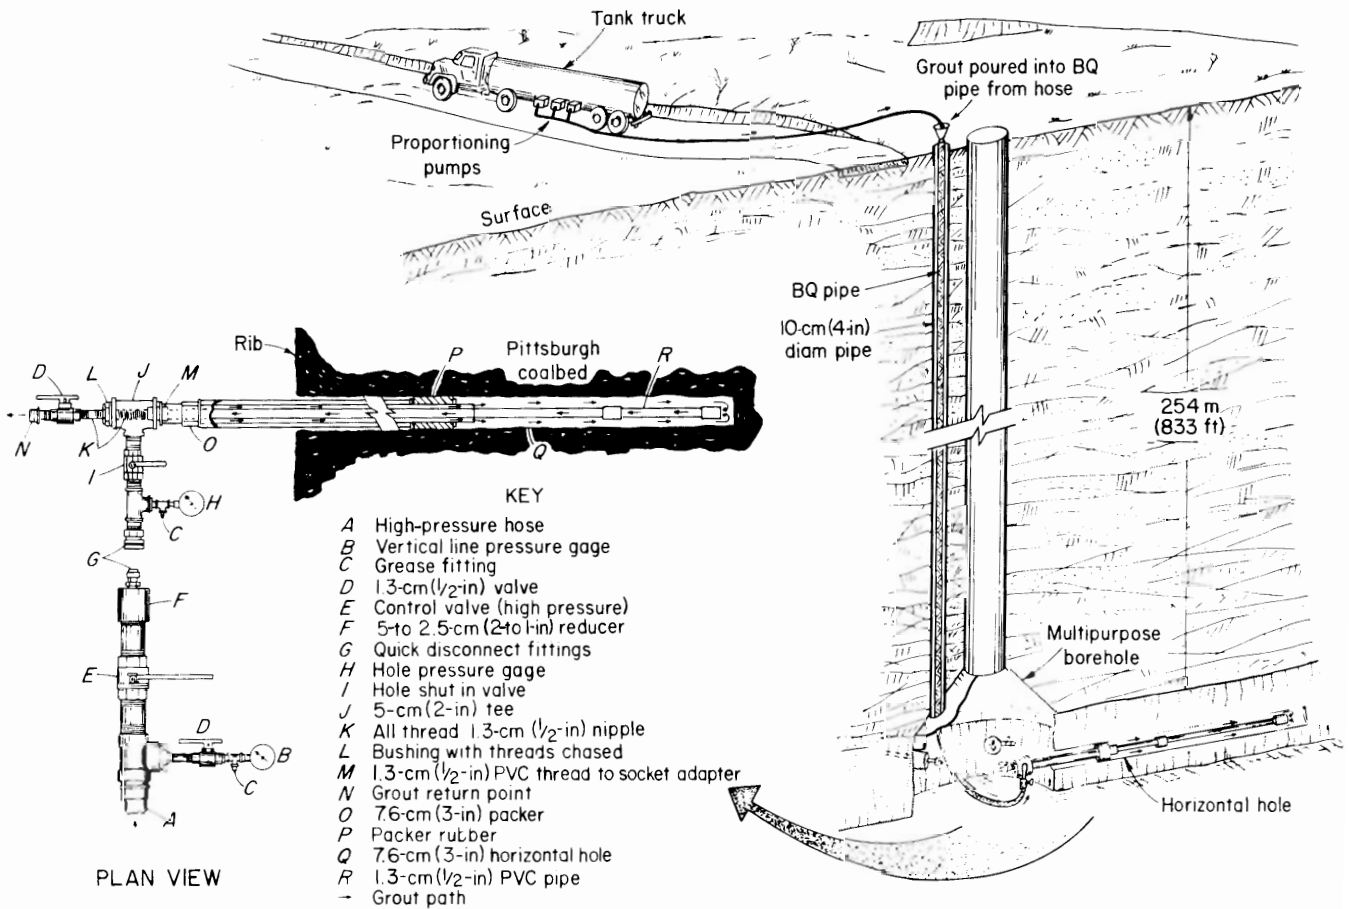 Tank truck
Grout poured into BQ
pipe from hose
Proportioning
pumps
Surface
BQ pipe
10-cm (4-in)
diam pipe
254 m
(833 ft)
Multipurpose
borehole
Horizontal hole
Rib
P
Pittsburgh
coalbed
R
D
L
J
M
N
K
O
Q
I
H
C
G
F
E
D
B
C
A
PLAN VIEW
KEY
A High-pressure hose
B Vertical line pressure gage
C Grease fitting
D 1.3-cm (1/2-in) valve
E Control valve (high pressure)
F 5-to 2.5-cm (2-to 1-in) reducer
G Quick disconnect fittings
H Hole pressure gage
I Hole shut in valve
J 5-cm (2-in) tee
K All thread 1.3-cm (1/2-in) nipple
L Bushing with threads chased
M 1.3-cm (1/2-in) PVC thread to socket adapter
N Grout return point
O 7.6-cm (3-in) packer
P Packer rubber
Q 7.6-cm (3-in) horizontal hole
R 1.3-cm (1/2-in) PVC pipe
→ Grout path